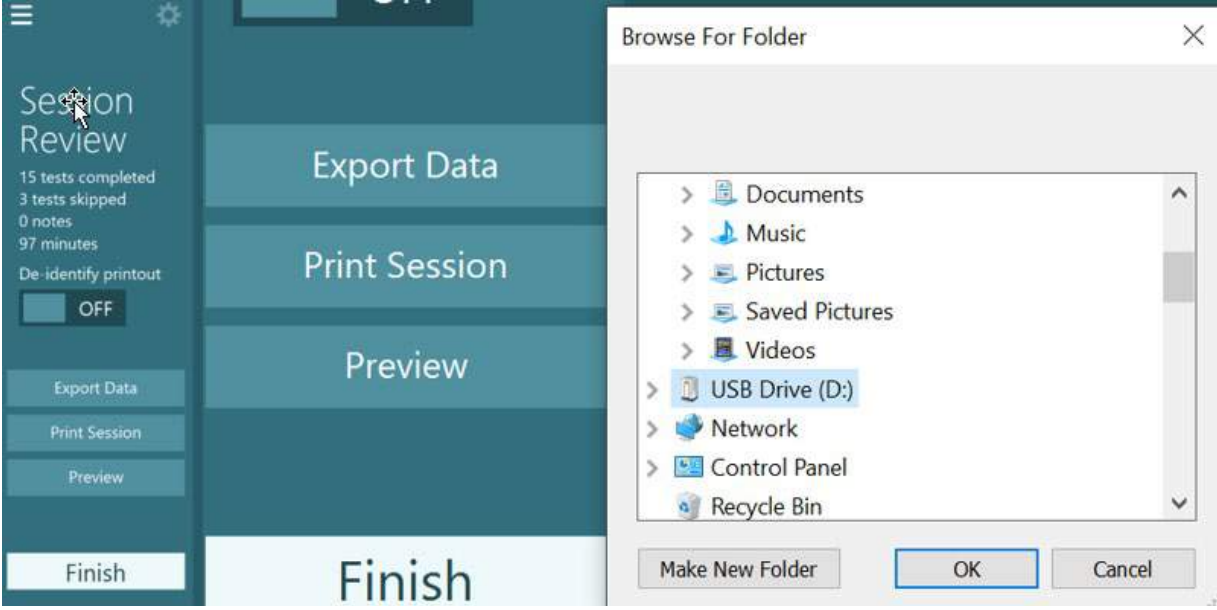 Session
Review
15 tests completed
3 tests skipped
0 notes
97 minutes
De-identify printout
OFF
Export Data
Print Session
Preview
Finish
Export Data
Print Session
Preview
Finish
Browse For Folder
Documents
Music
Pictures
Saved Pictures
Videos
USB Drive (D:)
Network
Control Panel
Recycle Bin
Make New Folder OK Cancel